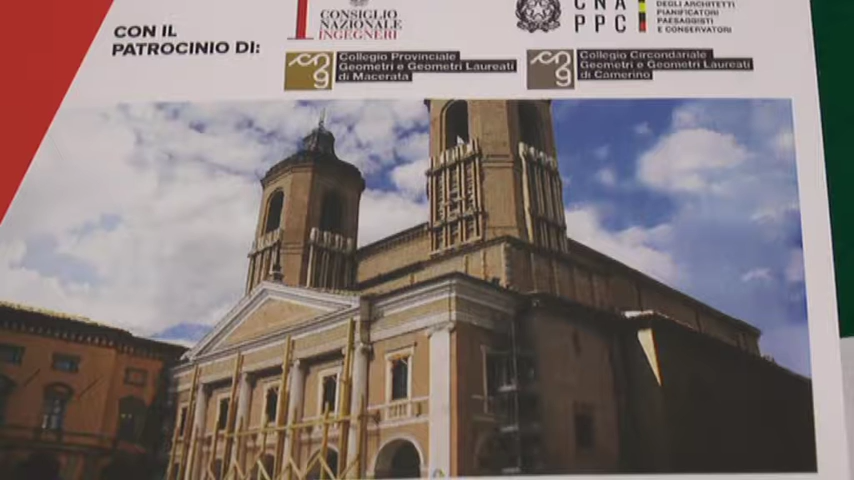 CON IL
PATROCINIO DI:
CONSIGLIO
NAZIONALE
INGEGNERI
CNA
PPC
DEGLI ARCHITETTI
PIANIFICATORI
PAESAGGISTI
E CONSERVATORI
Collegio Provinciale
Geometri e Geometri Laureati
di Macerata
Collegio Circondariale
Geometri e Geometri Laureati
di Camerino